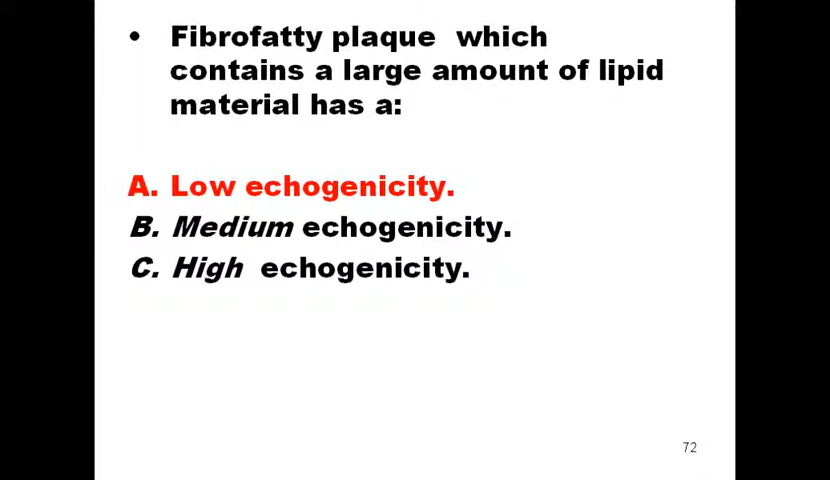 • Fibrofatty plaque which
contains a large amount of lipid
material has a:
A. Low echogenicity.
B. Medium echogenicity.
C. High echogenicity.
72